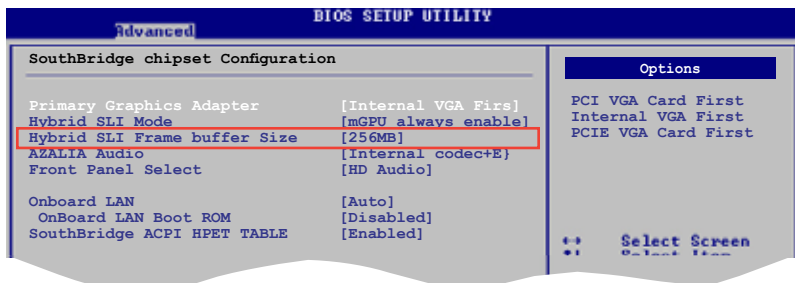 BIOS SETUP UTILITY
Advanced
SouthBridge chipset Configuration
Primary Graphics Adapter [Internal VGA Firs]
Hybrid SLI Mode [mGPU always enable]
Hybrid SLI Frame buffer Size [256MB]
AZALIA Audio [Internal codec+E}
Front Panel Select [HD Audio]
Onboard LAN [Auto]
OnBoard LAN Boot ROM [Disabled]
SouthBridge ACPI HPET TABLE [Enabled]
Options
PCI VGA Card First
Internal VGA First
PCIE VGA Card First
↔ Select Screen